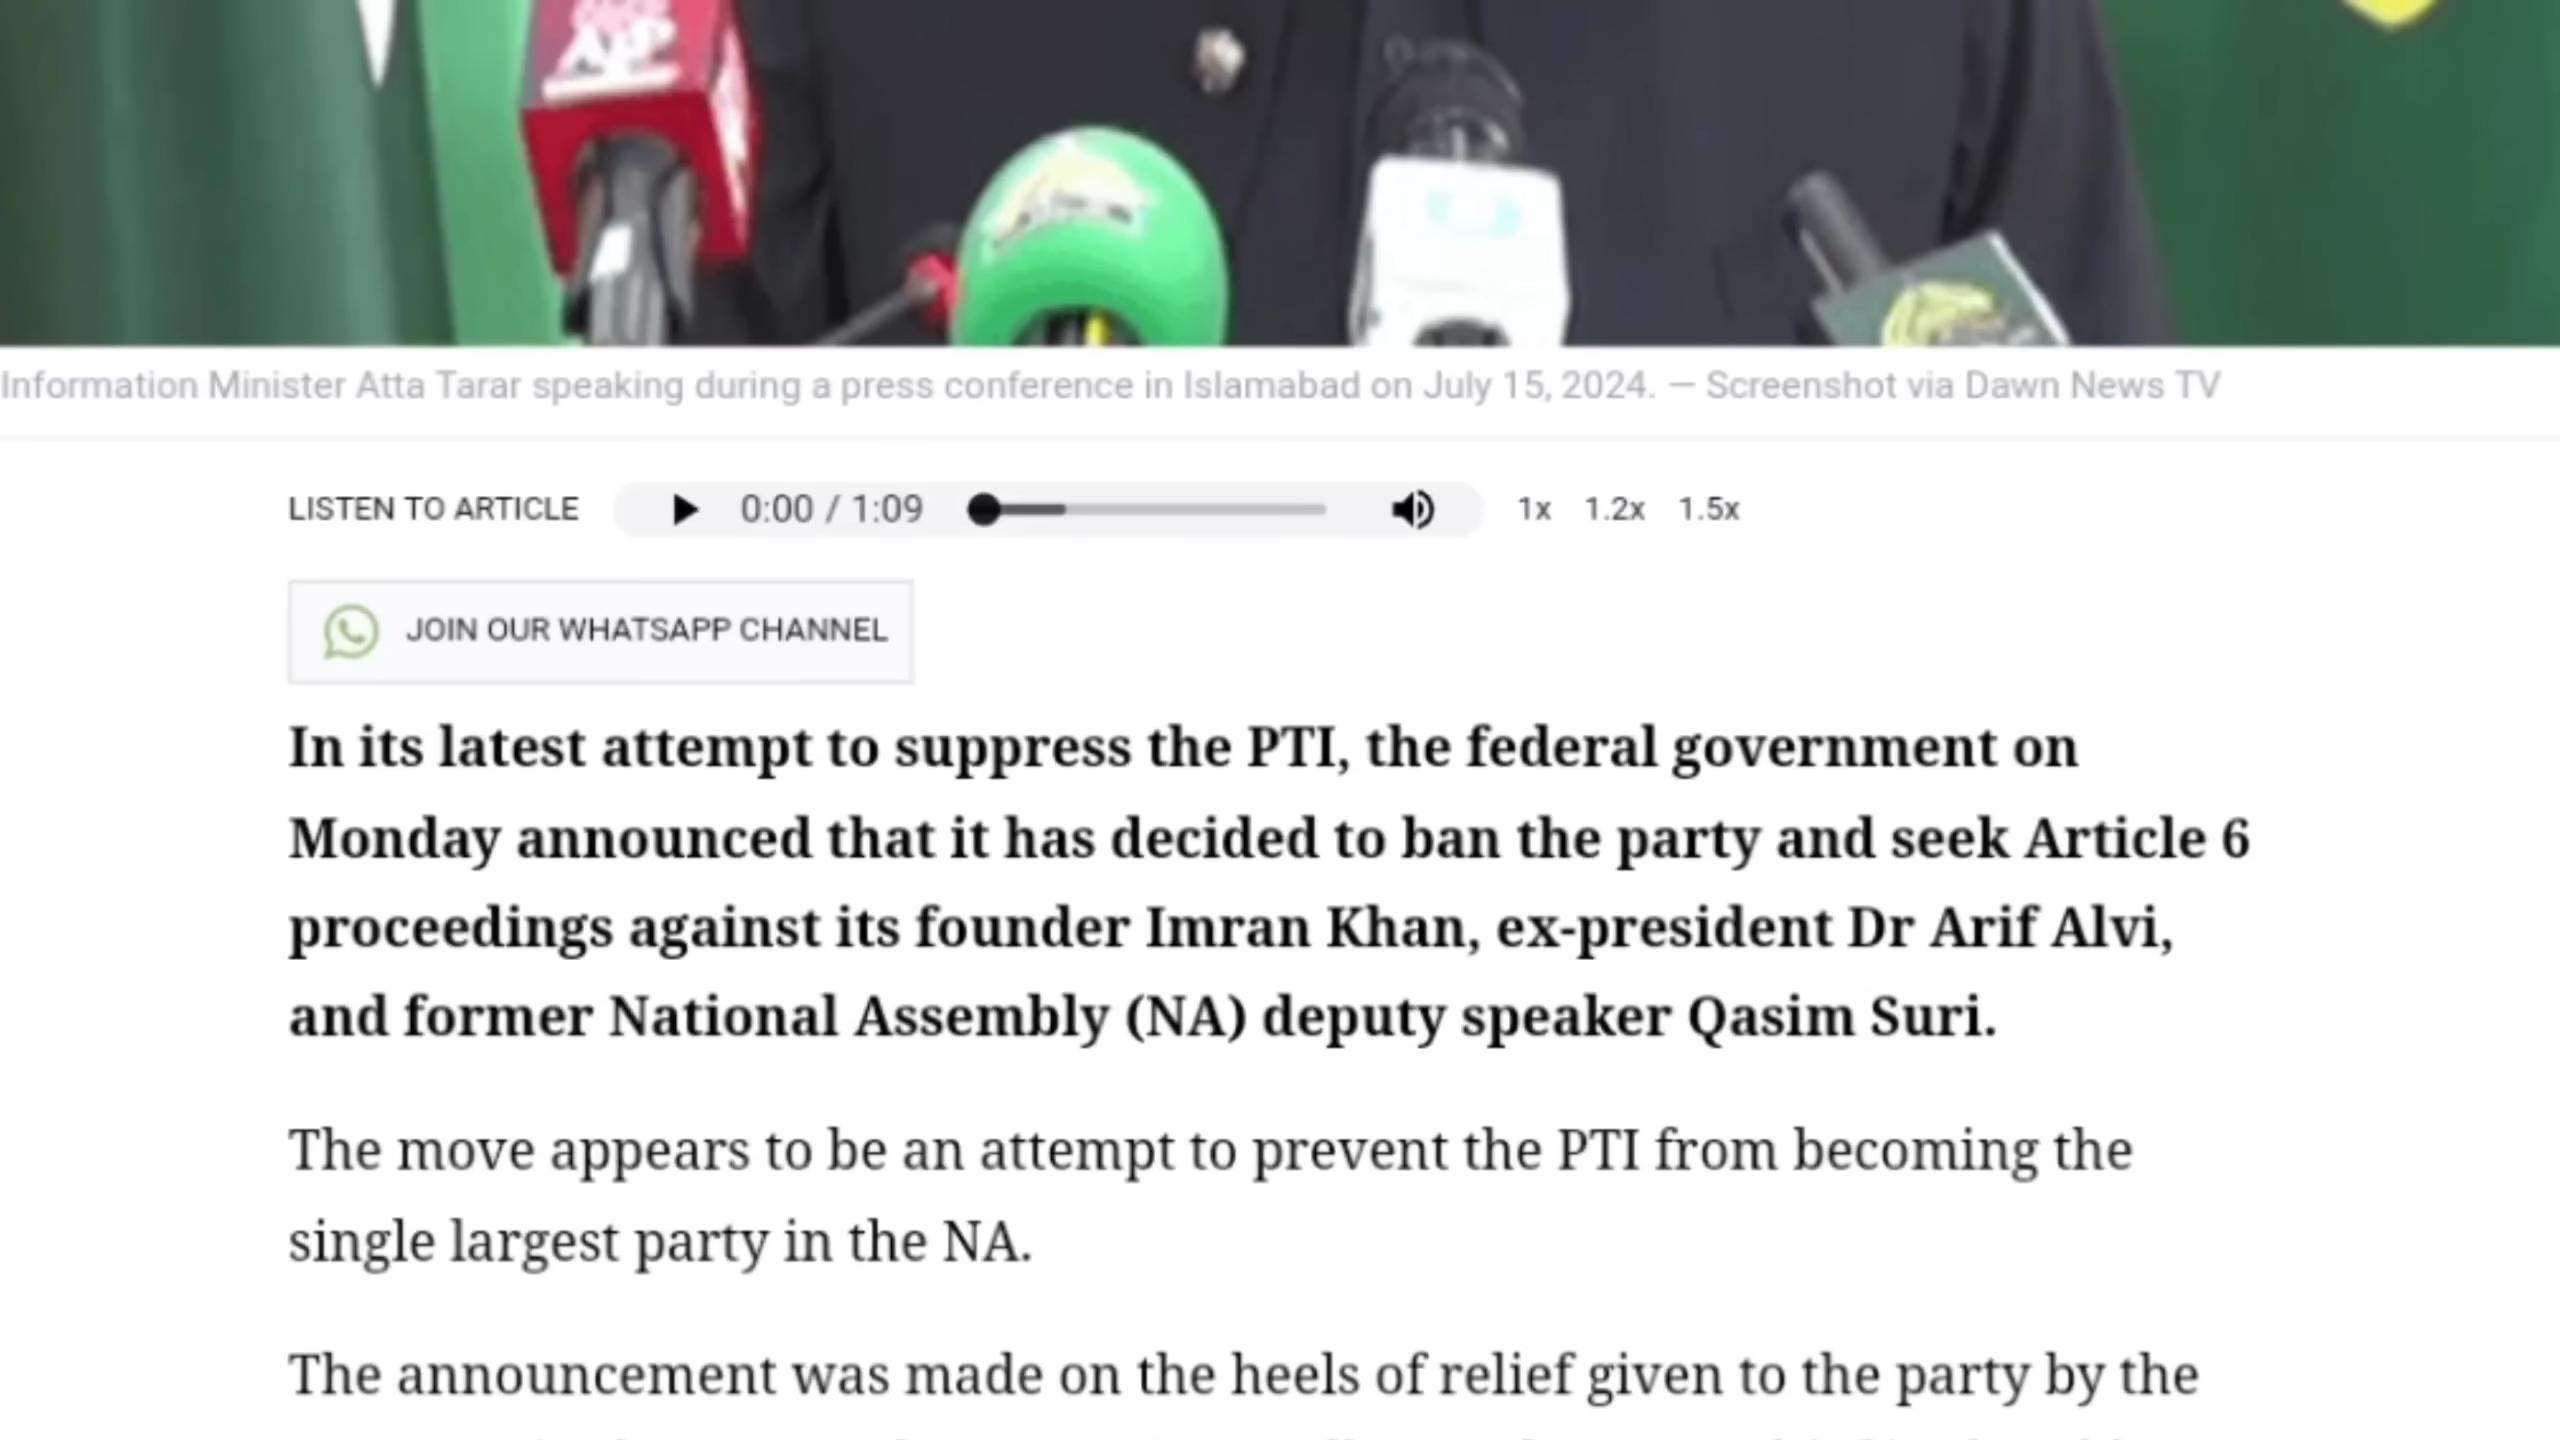 Information Minister Atta Tarar speaking during a press conference in Islamabad on July 15, 2024. — Screenshot via Dawn News TV
LISTEN TO ARTICLE 0:00 / 1:09 1x 1.2x 1.5x
JOIN OUR WHATSAPP CHANNEL
In its latest attempt to suppress the PTI, the federal government on
Monday announced that it has decided to ban the party and seek Article 6
proceedings against its founder Imran Khan, ex-president Dr Arif Alvi,
and former National Assembly (NA) deputy speaker Qasim Suri.
The move appears to be an attempt to prevent the PTI from becoming the
single largest party in the NA.
The announcement was made on the heels of relief given to the party by the